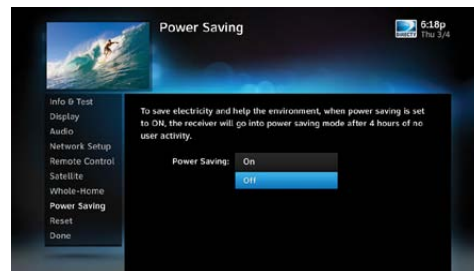 Power Saving
DIRECTV
6:18p
Thu 3/4
Info & Test
Display
Audio
Network Setup
Remote Control
Satellite
Whole-Home
Power Saving
Reset
Done
To save electricity and help the environment, when power saving is set
to ON, the receiver will go into power saving mode after 4 hours of no
user activity.
Power Saving: On
Off